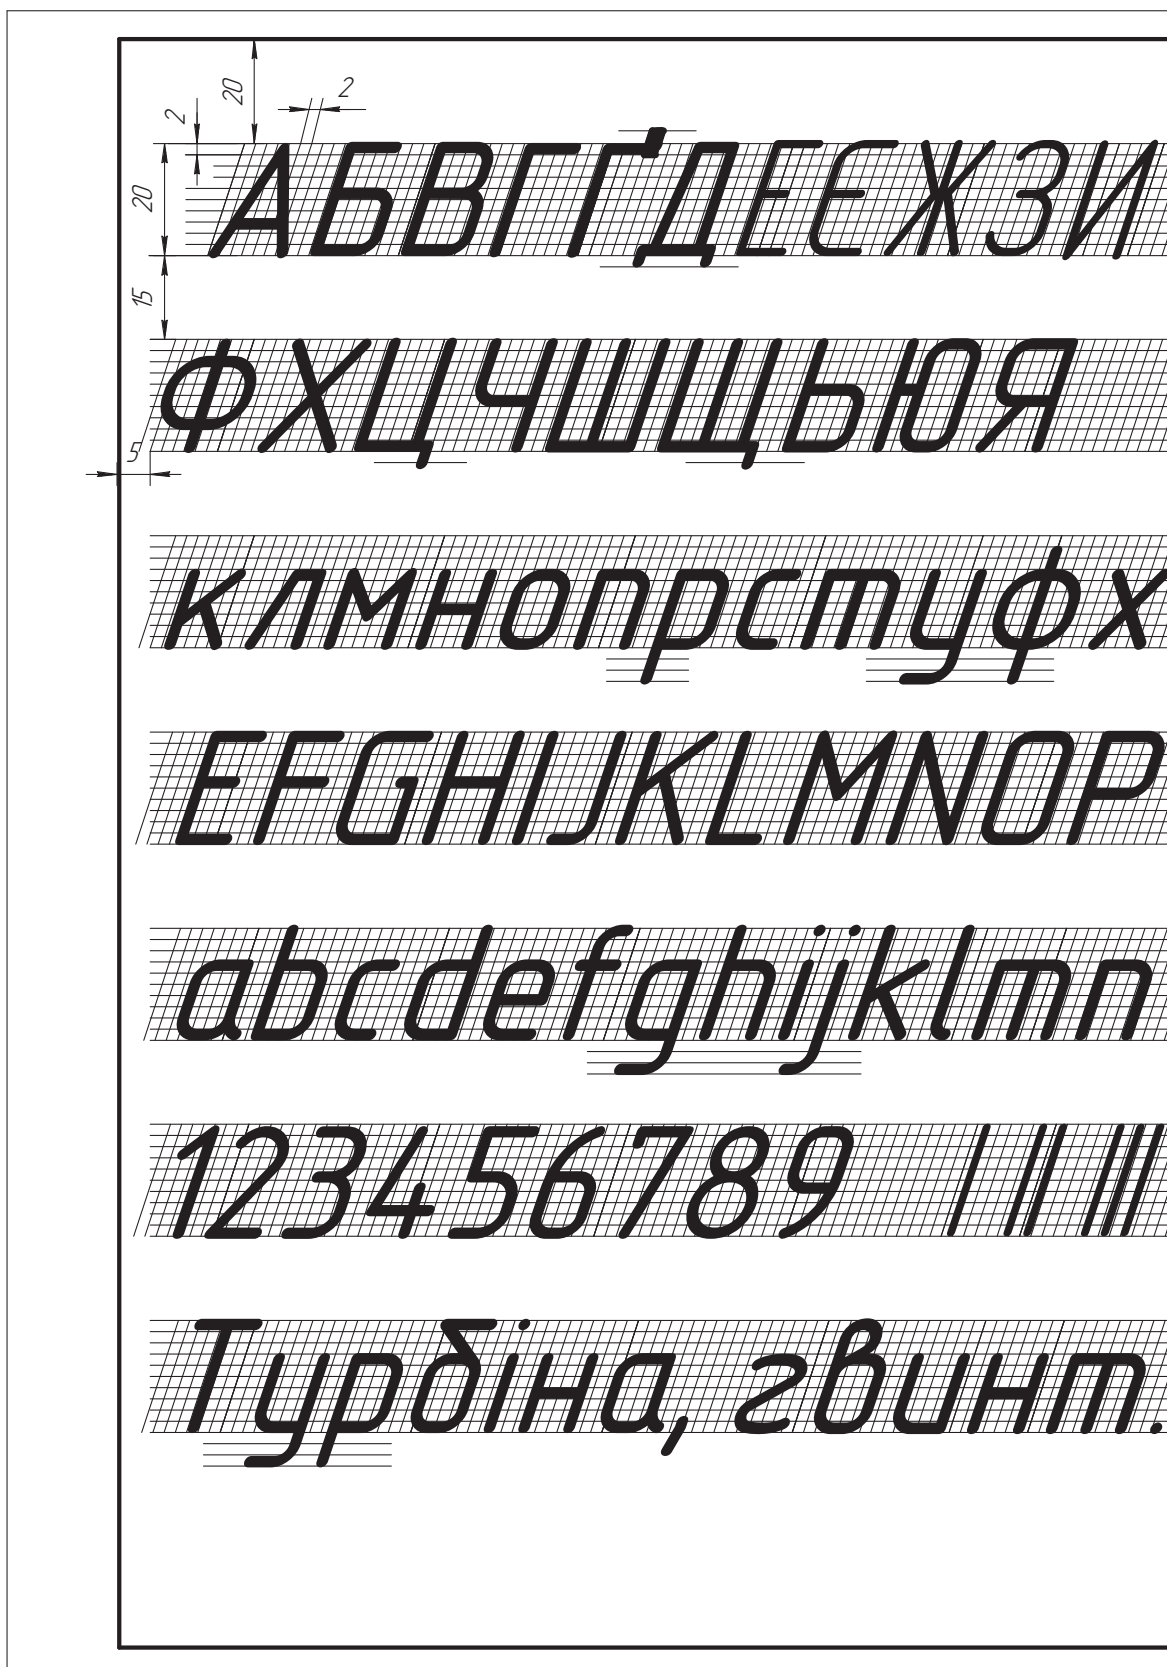 20
2
2
АБВГҐДЕЄЖЗИ
20
15
ФХЦЧШЩЬЮЯ
5
клмнопрстуфх
EFGHIJKLMNOP
abcdefghijklmn
123456789 I II III
Турбіна, гвинт.